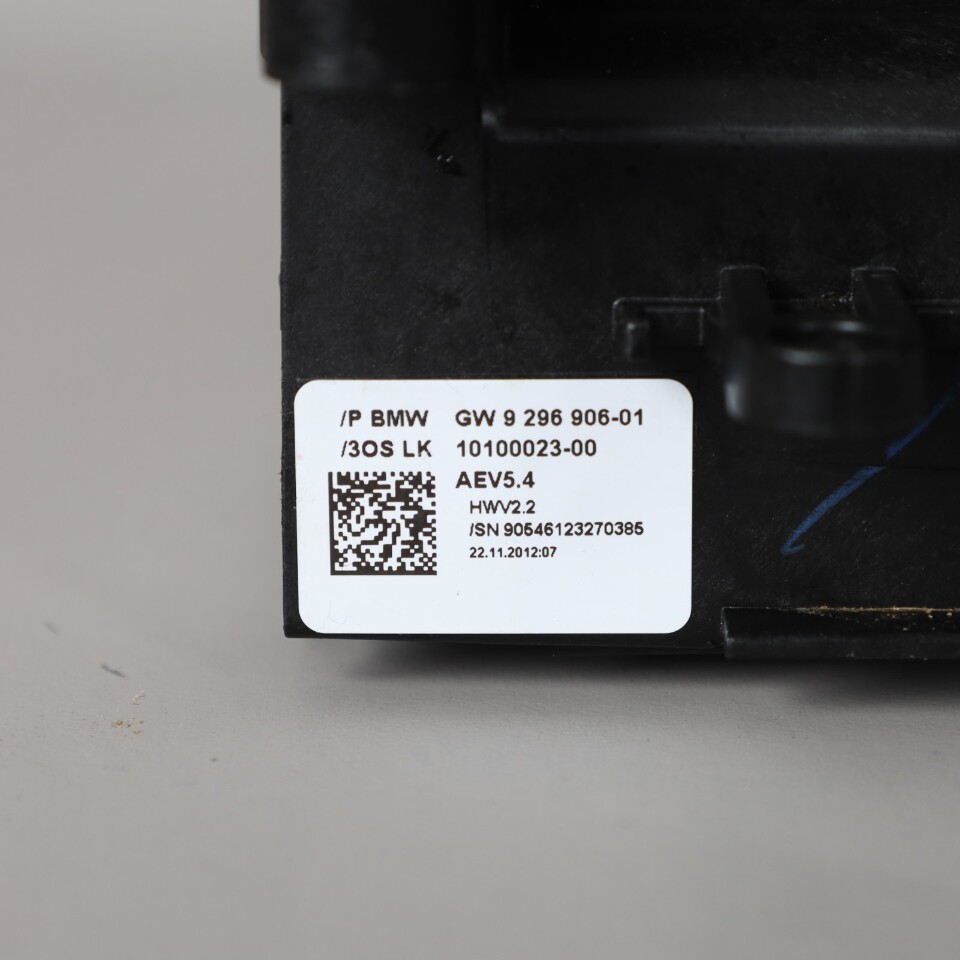 /P BMW GW 9 296 906-01
/3OS LK 10100023-00
AEV5.4
HWV2.2
/SN 90546123270385
22.11.2012:07